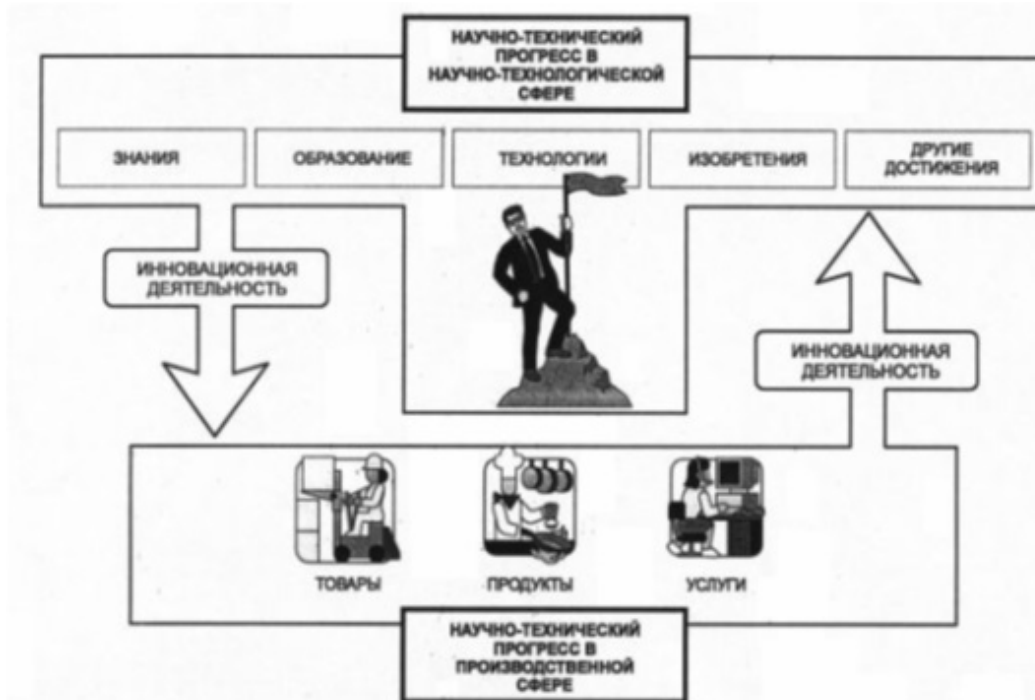 НАУЧНО-ТЕХНИЧЕСКИЙ
ПРОГРЕСС В
НАУЧНО-ТЕХНОЛОГИЧЕСКОЙ
СФЕРЕ
ЗНАНИЯ
ОБРАЗОВАНИЕ
ТЕХНОЛОГИИ
ИЗОБРЕТЕНИЯ
ДРУГИЕ
ДОСТИЖЕНИЯ
ИННОВАЦИОННАЯ
ДЕЯТЕЛЬНОСТЬ
ИННОВАЦИОННАЯ
ДЕЯТЕЛЬНОСТЬ
ТОВАРЫ
ПРОДУКТЫ
УСЛУГИ
НАУЧНО-ТЕХНИЧЕСКИЙ
ПРОГРЕСС В
ПРОИЗВОДСТВЕННОЙ
СФЕРЕ